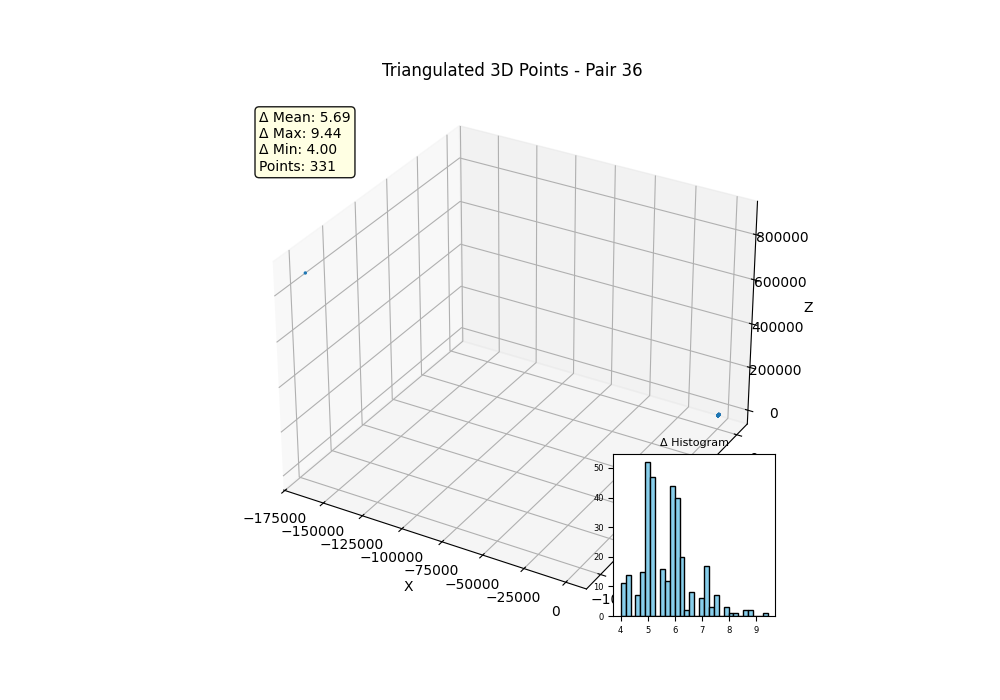 Triangulated 3D Points - Pair 36
Δ Mean: 5.69
Δ Max: 9.44
Δ Min: 4.00
Points: 331
800000
600000
Z
400000
200000
0
Δ Histogram
50
40
30
20
10
0
4 5 6 7 8 9
−175000
−150000
−125000
−100000
−75000
−50000
−25000
0
X